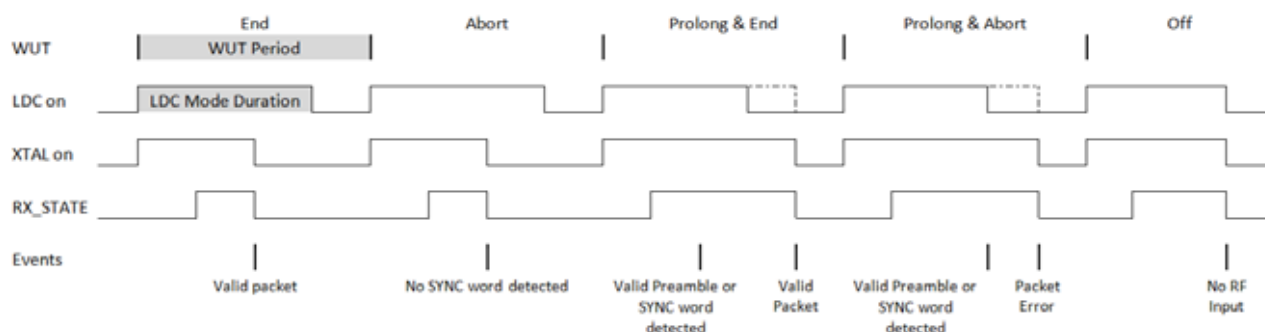 End Abort Prolong & End Prolong & Abort Off
WUT WUT Period
LDC on LDC Mode Duration
XTAL on
RX_STATE
Events
Valid packet No SYNC word detected Valid Preamble or Valid Valid Preamble or Packet No RF
SYNC word Packet SYNC word Error Input
detected detected